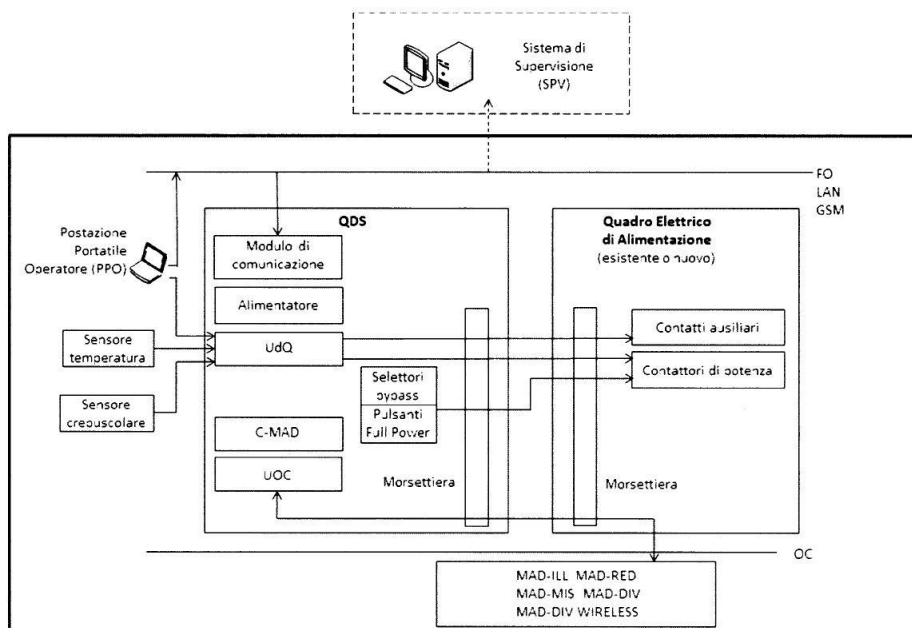 Sistema di
Supervisione
(SPV)
FO
LAN
GSM
QDS
Quadro Elettrico
di Alimentazione
(esistente o nuovo)
Postazione
Portatile
Operatore (PPO)
Modulo di
comunicazione
Alimentatore
UdQ
Contatti ausiliari
Sensore
temperatura
Contattori di potenza
Selettori
bypass
Pulsanti
Full Power
Sensore
crepuscolare
C-MAD
UOC
Morsettiera
Morsettiera
OC
MAD-ILL MAD-RED
MAD-MIS MAD-DIV
MAD-DIV WIRELESS